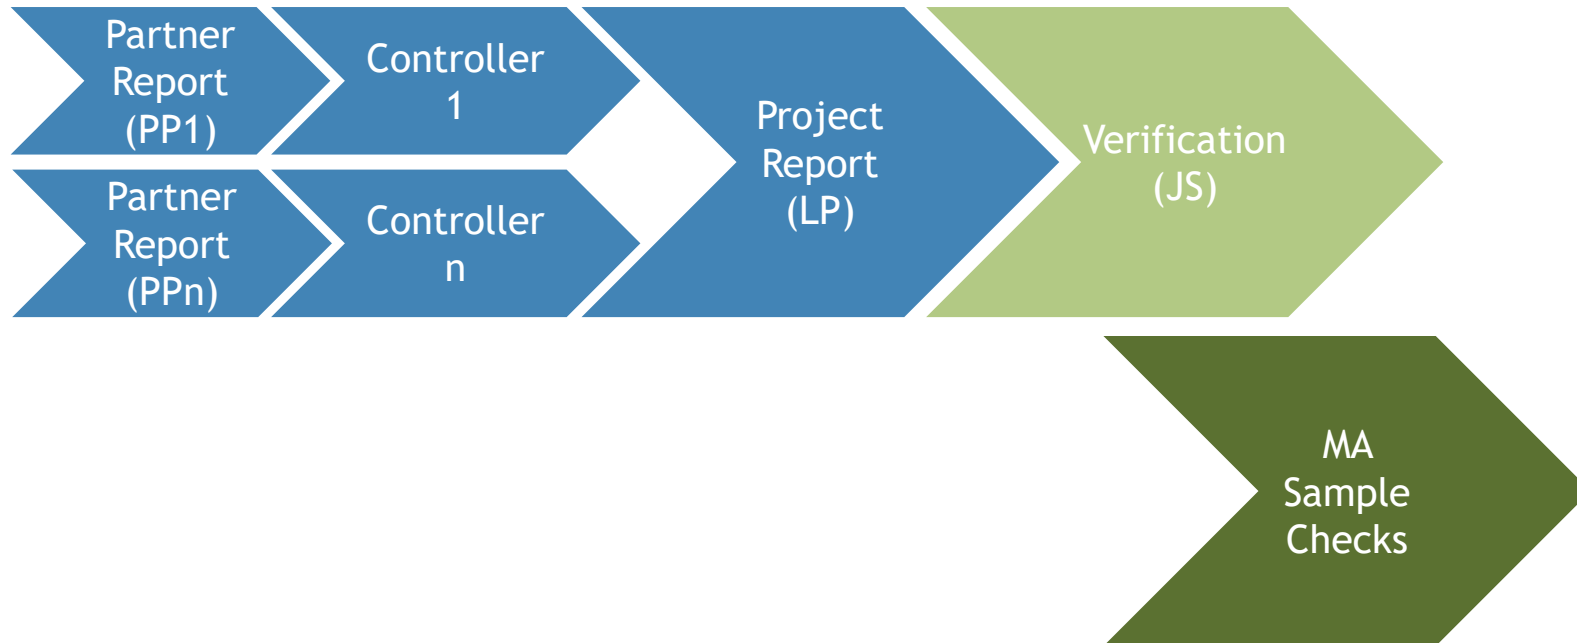 Partner
Report
(PP1)
Controller
1
Partner
Report
(PPn)
Controller
n
Project
Report
(LP)
Verification
(JS)
MA
Sample
Checks